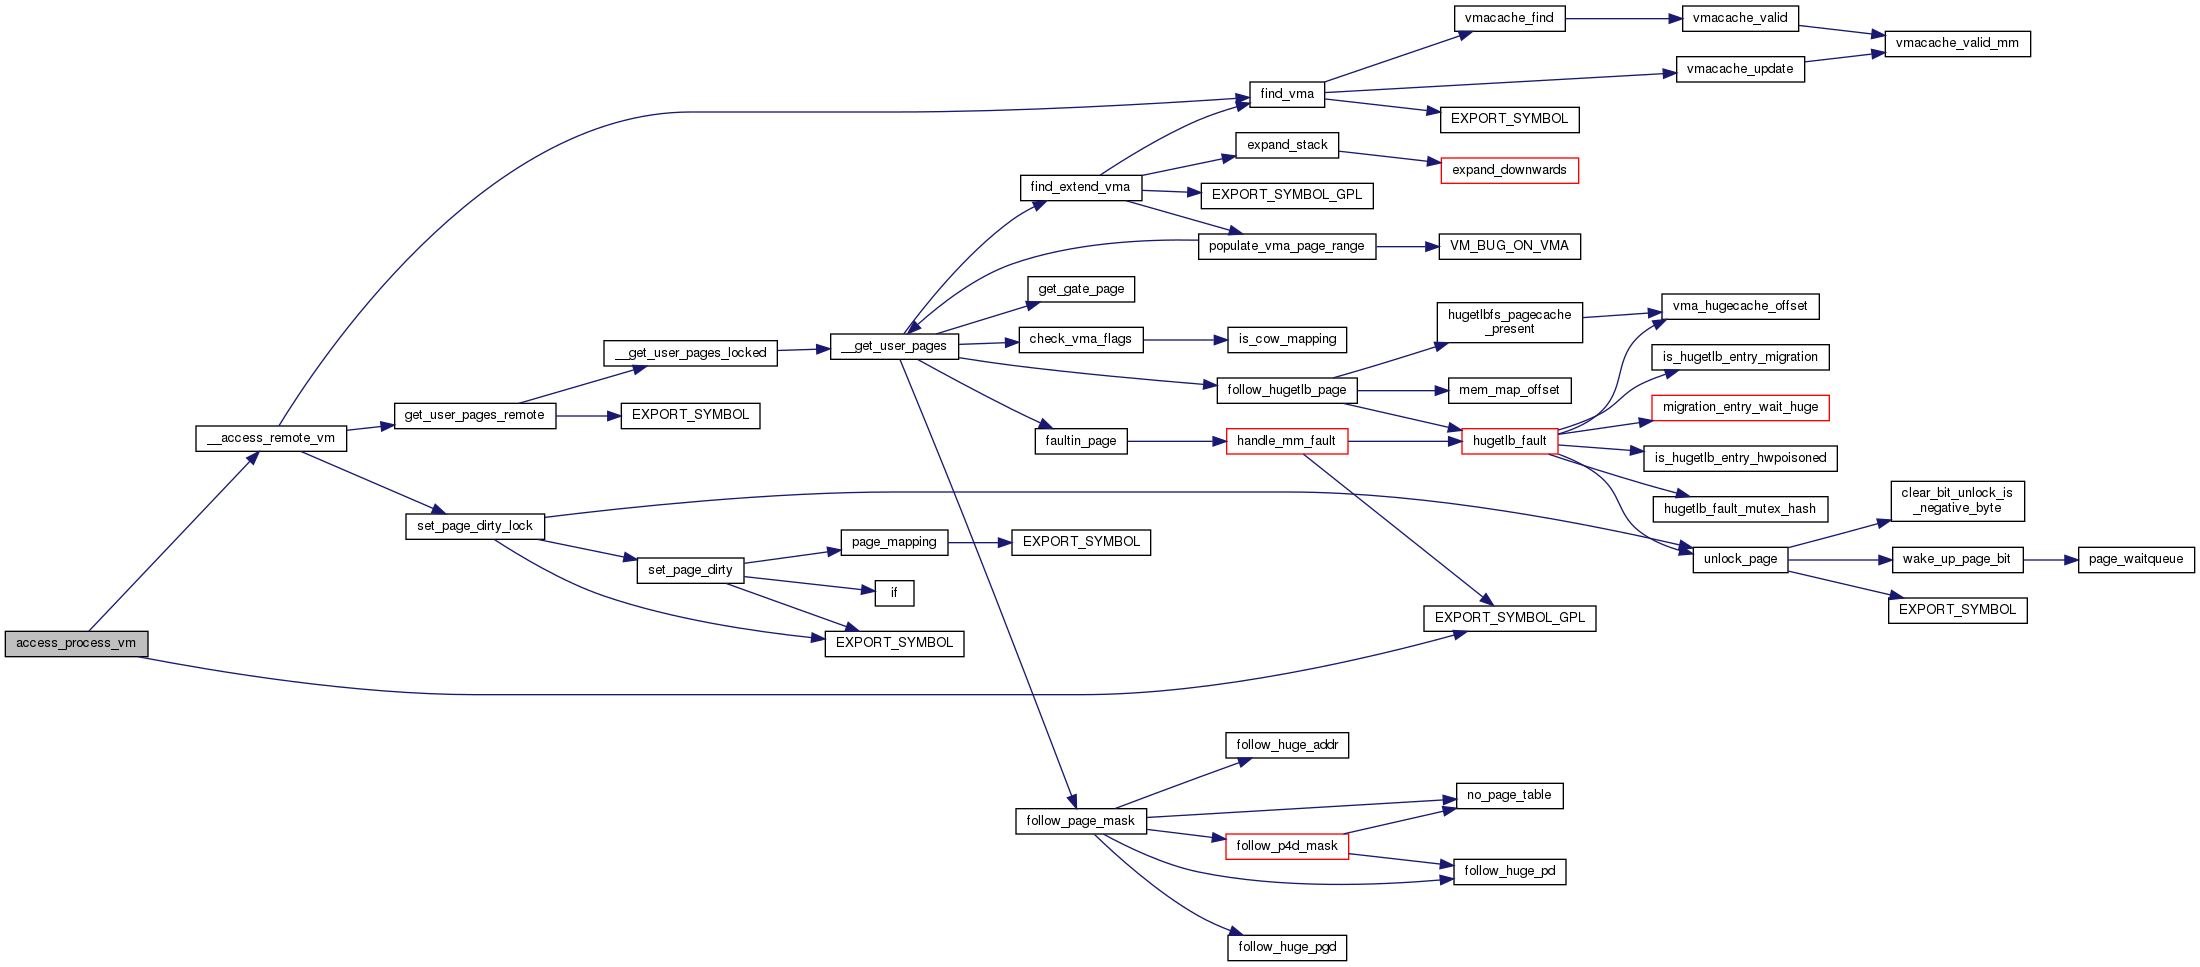 vmacache_find
vmacache_valid
vmacache_valid_mm
vmacache_update
find_vma
EXPORT_SYMBOL
expand_stack
expand_downwards
find_extend_vma
EXPORT_SYMBOL_GPL
populate_vma_page_range
VM_BUG_ON_VMA
get_gate_page
hugetlbfs_pagecache
_present
vma_hugecache_offset
__get_user_pages_locked
__get_user_pages
check_vma_flags
is_cow_mapping
is_hugetlb_entry_migration
follow_hugetlb_page
mem_map_offset
get_user_pages_remote
EXPORT_SYMBOL
migration_entry_wait_huge
__access_remote_vm
faultin_page
handle_mm_fault
hugetlb_fault
is_hugetlb_entry_hwpoisoned
clear_bit_unlock_is
_negative_byte
hugetlb_fault_mutex_hash
set_page_dirty_lock
page_mapping
EXPORT_SYMBOL
set_page_dirty
unlock_page
wake_up_page_bit
page_waitqueue
if
EXPORT_SYMBOL
EXPORT_SYMBOL_GPL
access_process_vm
EXPORT_SYMBOL
follow_huge_addr
no_page_table
follow_page_mask
follow_p4d_mask
follow_huge_pd
follow_huge_pgd